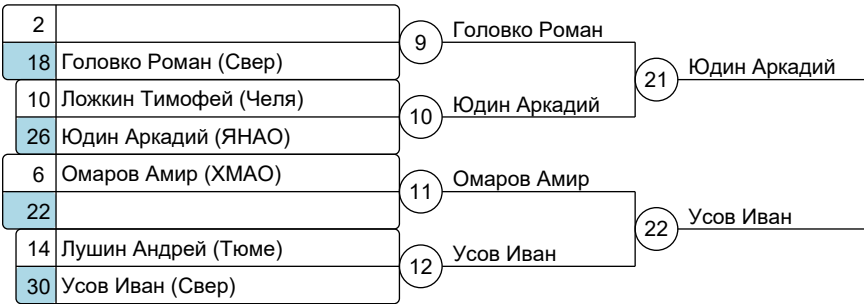 2
9
Головко Роман
18 Головко Роман (Свер)
21
Юдин Аркадий
10 Ложкин Тимофей (Челя)
10
Юдин Аркадий
26 Юдин Аркадий (ЯНАО)
6 Омаров Амир (ХМАО)
11
Омаров Амир
22
22
Усов Иван
14 Лушин Андрей (Тюме)
12
Усов Иван
30 Усов Иван (Свер)